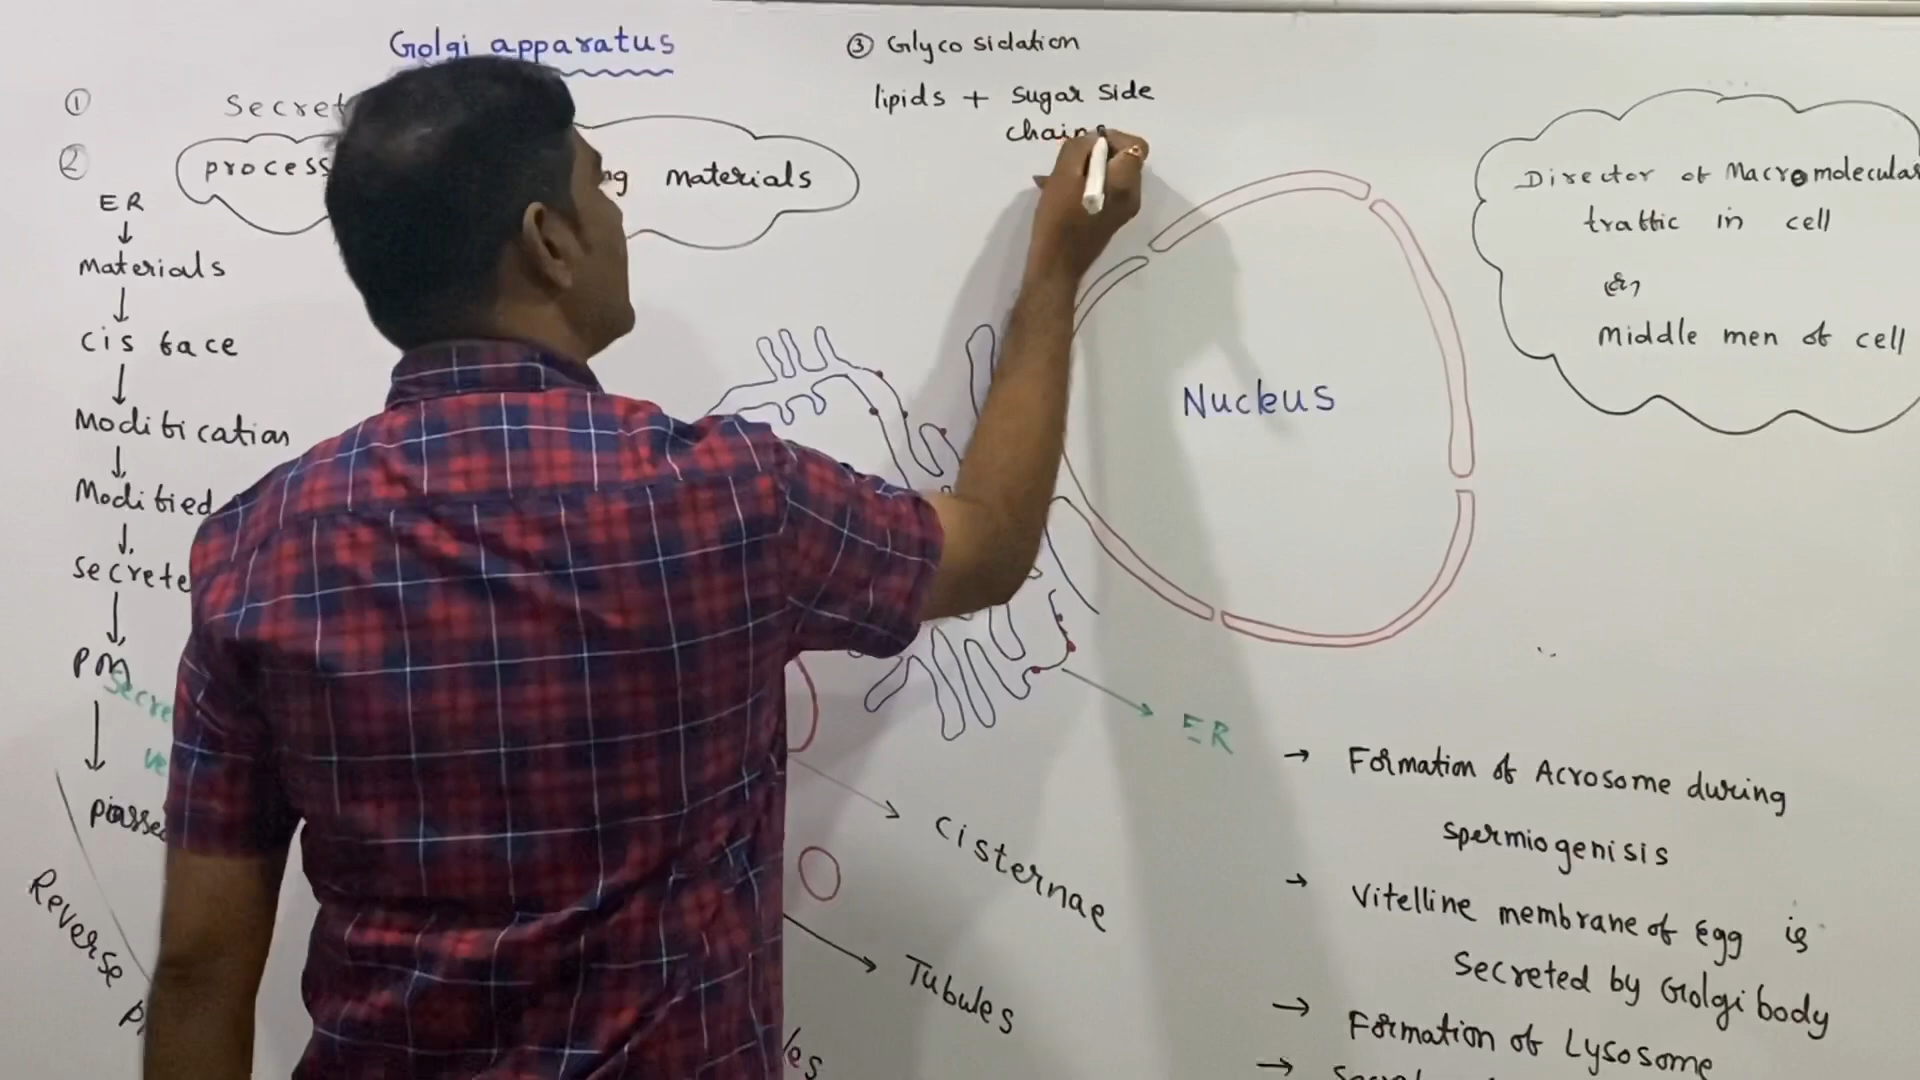 Golgi apparatus
①
②
process
materials
ER
Materials
Cis face
Modification
Modified
Secrete
PM
Reverse
③ Glycosidation
lipids + sugar side
chains
Nucleus
ER
Cisternae
Tubules
Director of Macromolecular
traffic in cell
or
Middle men of cell
→ Formation of Acrosome during
spermiogenisis
→ Vitelline membrane of Egg is
Secreted by Golgi body
→ Formation of Lysosome
→